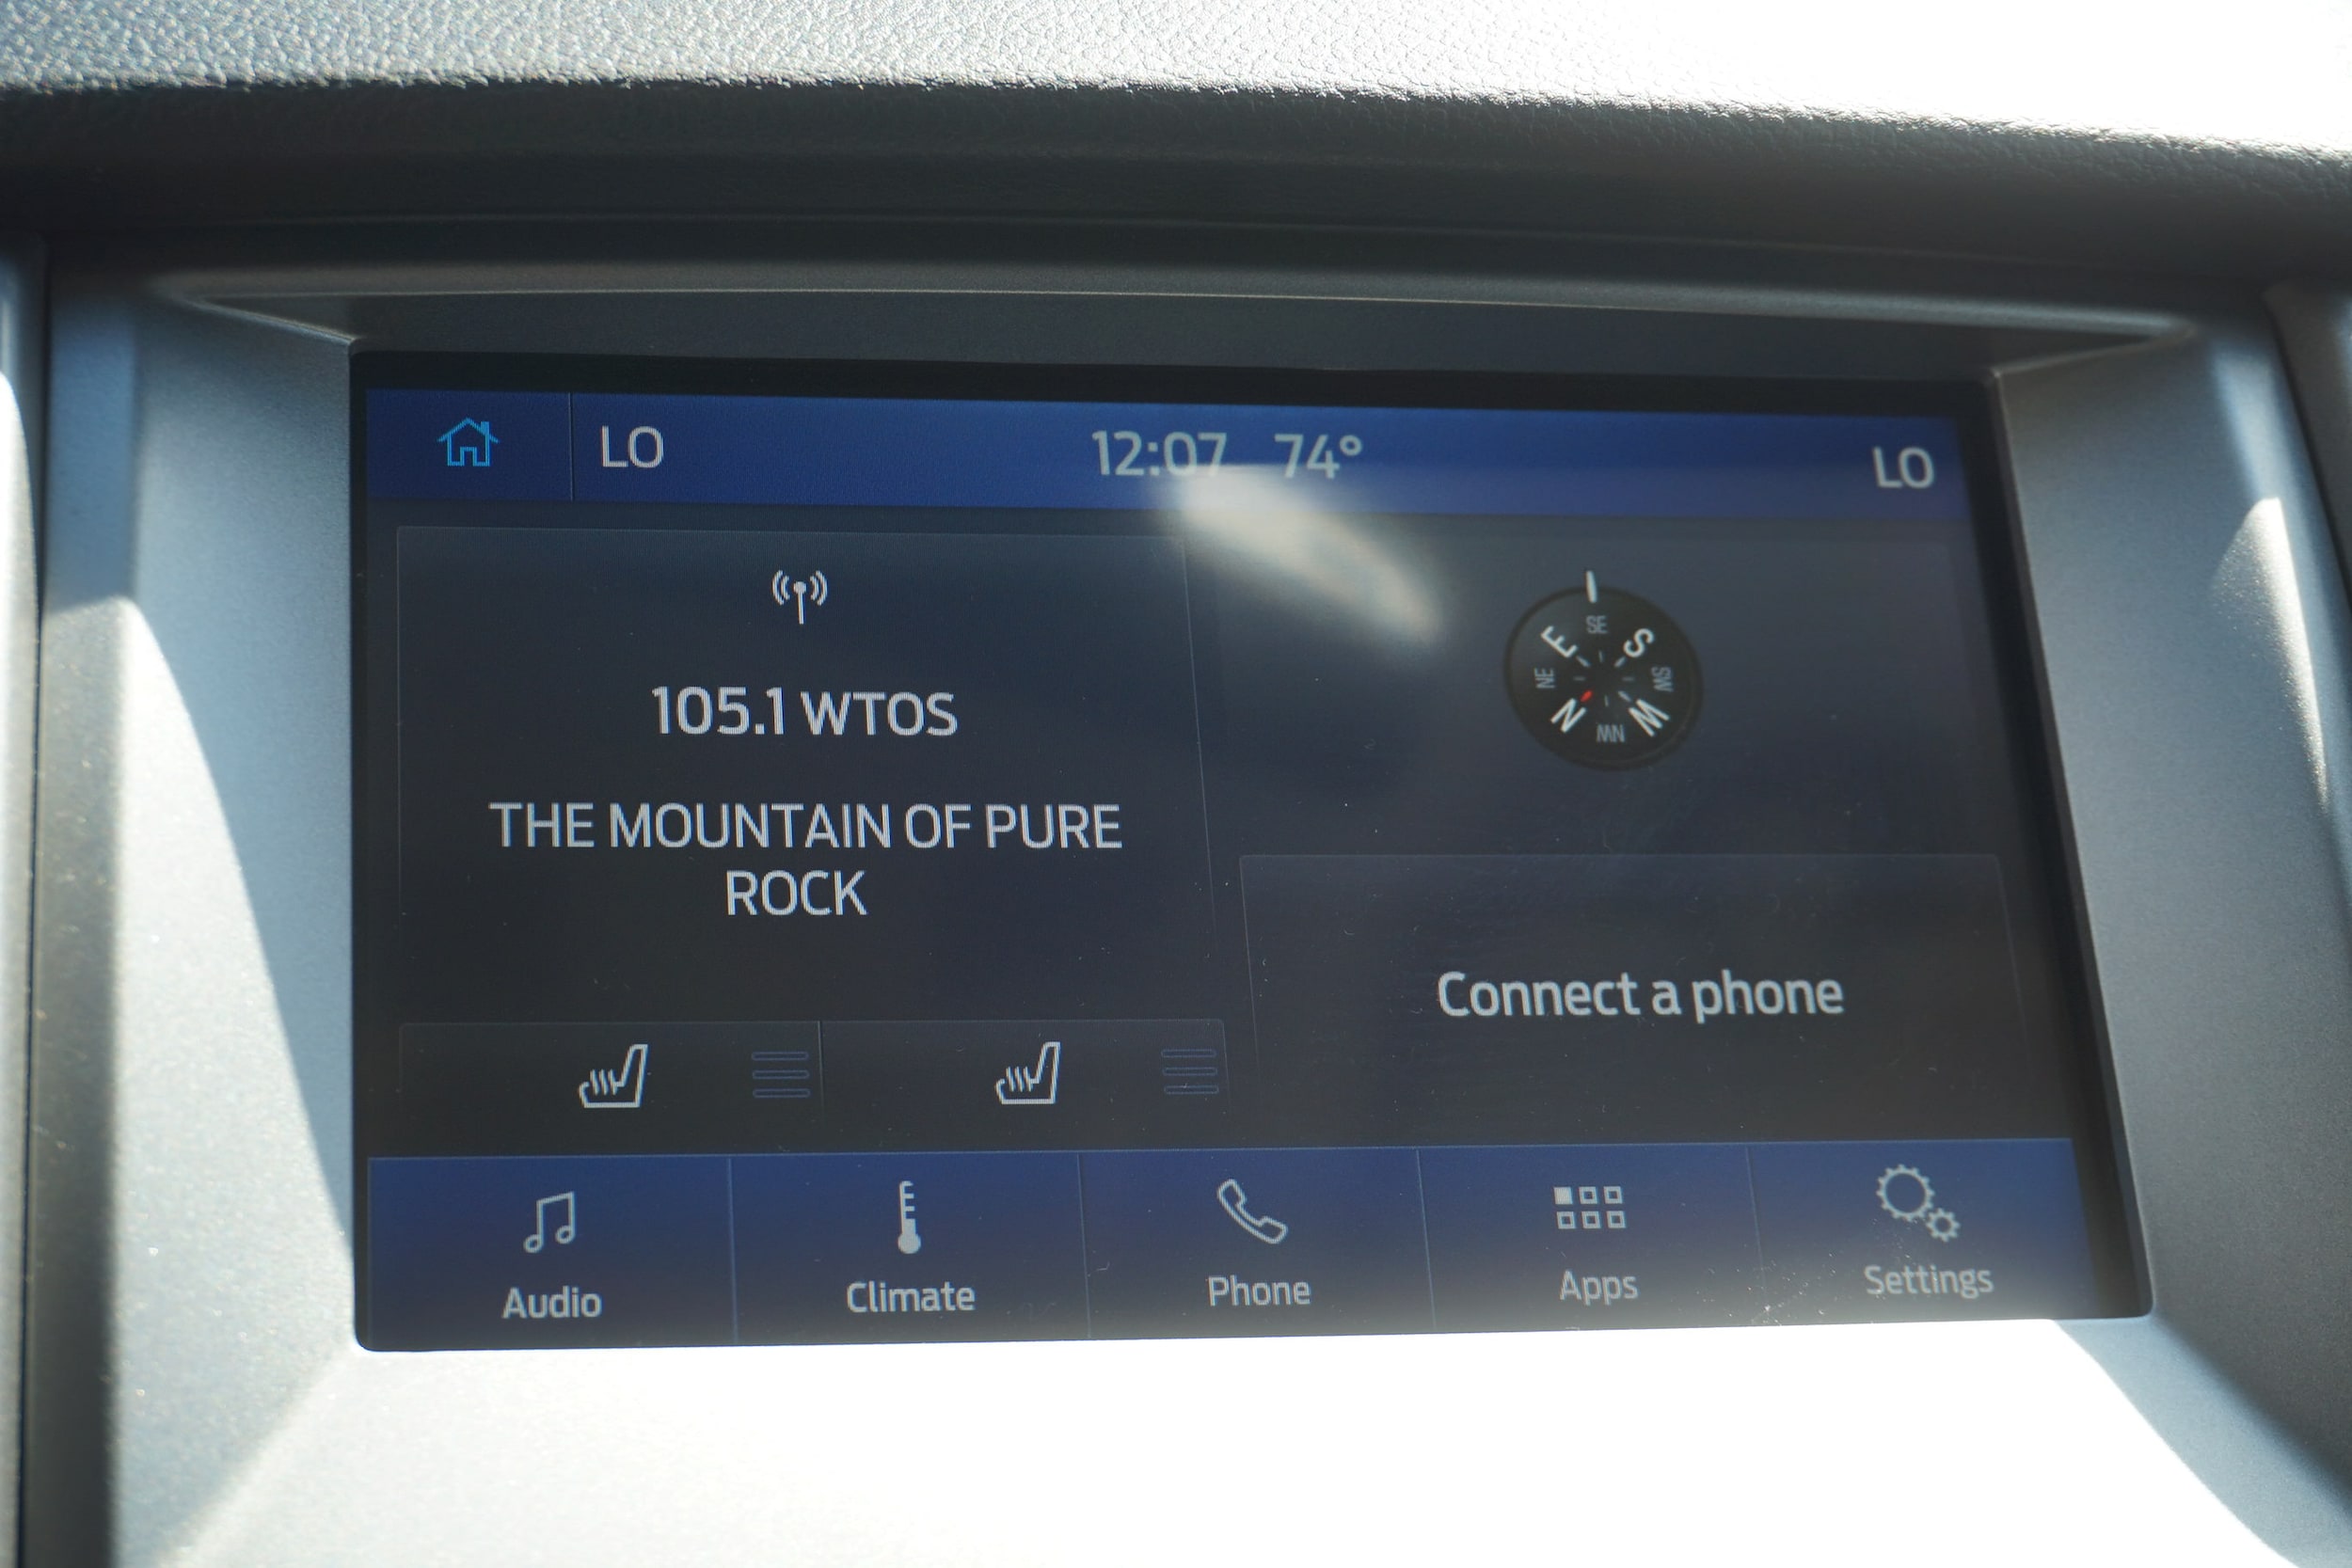 LO 12:07 74° LO
105.1 WTOS
THE MOUNTAIN OF PURE
ROCK
SE
E S
NE SW
N W
NW
Connect a phone
Audio Climate Phone Apps Settings